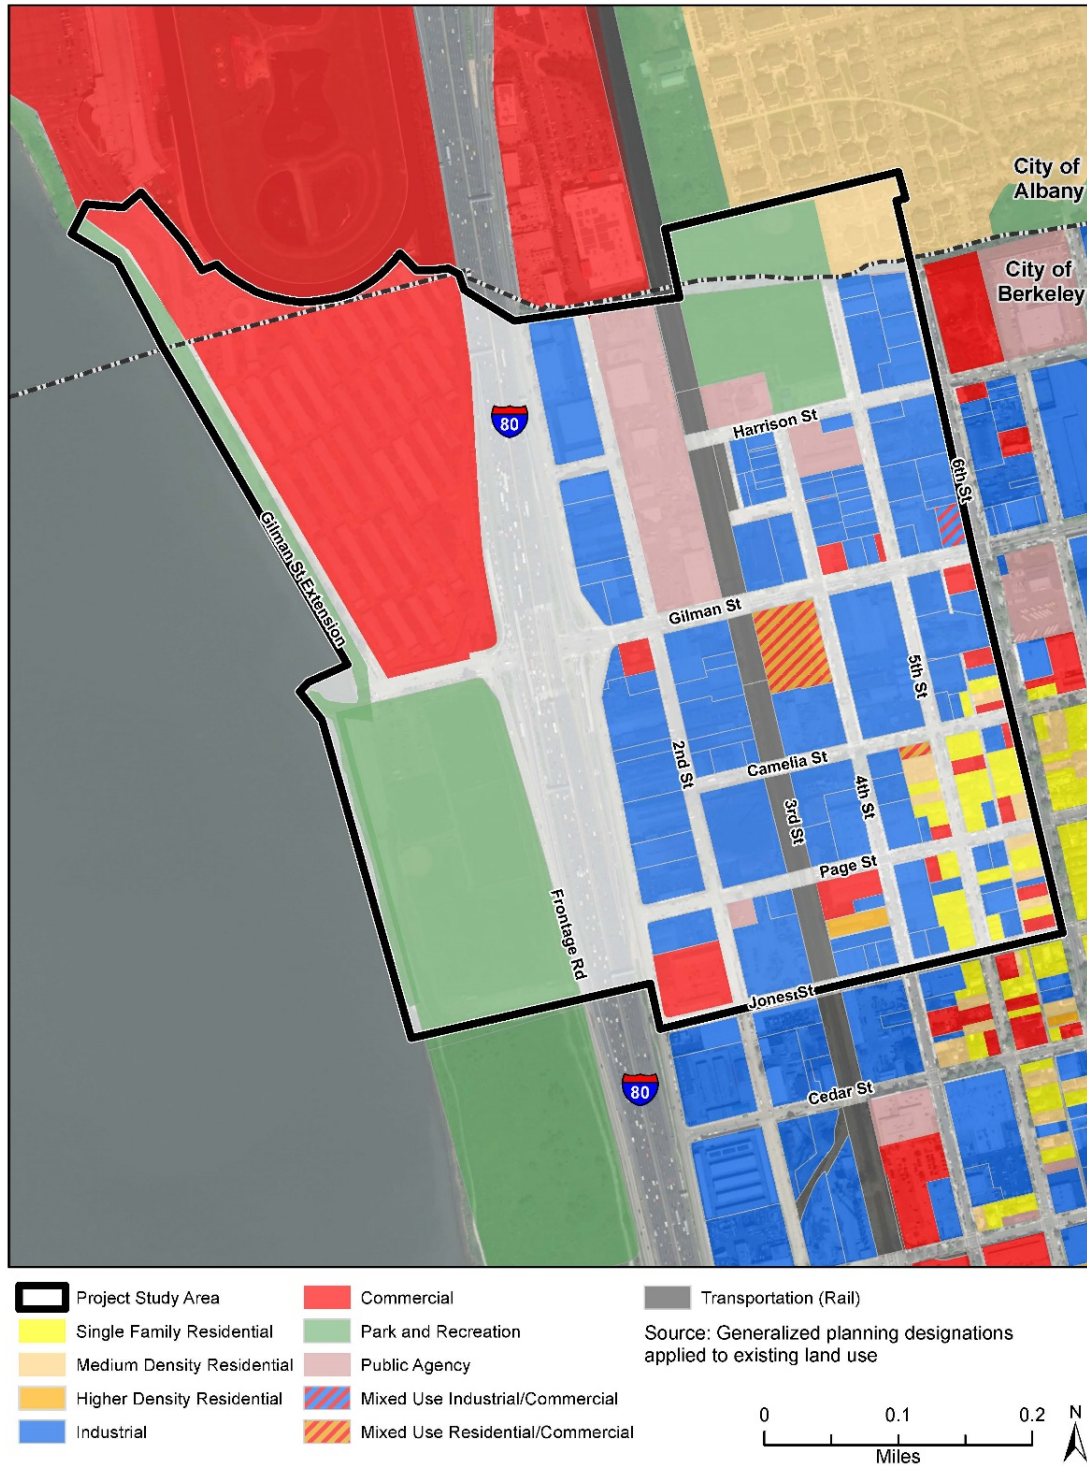 City of
Albany
City of
Berkeley
80
Harrison St
6th St
Gilman St Extension
Gilman St
5th St
2nd St
Camelia St
4th St
3rd St
Page St
Frontage Rd
Jones St
80
Cedar St
Project Study Area
Single Family Residential
Medium Density Residential
Higher Density Residential
Industrial
Commercial
Park and Recreation
Public Agency
Mixed Use Industrial/Commercial
Mixed Use Residential/Commercial
Transportation (Rail)
Source: Generalized planning designations
applied to existing land use
0 0.1 0.2
Miles
N